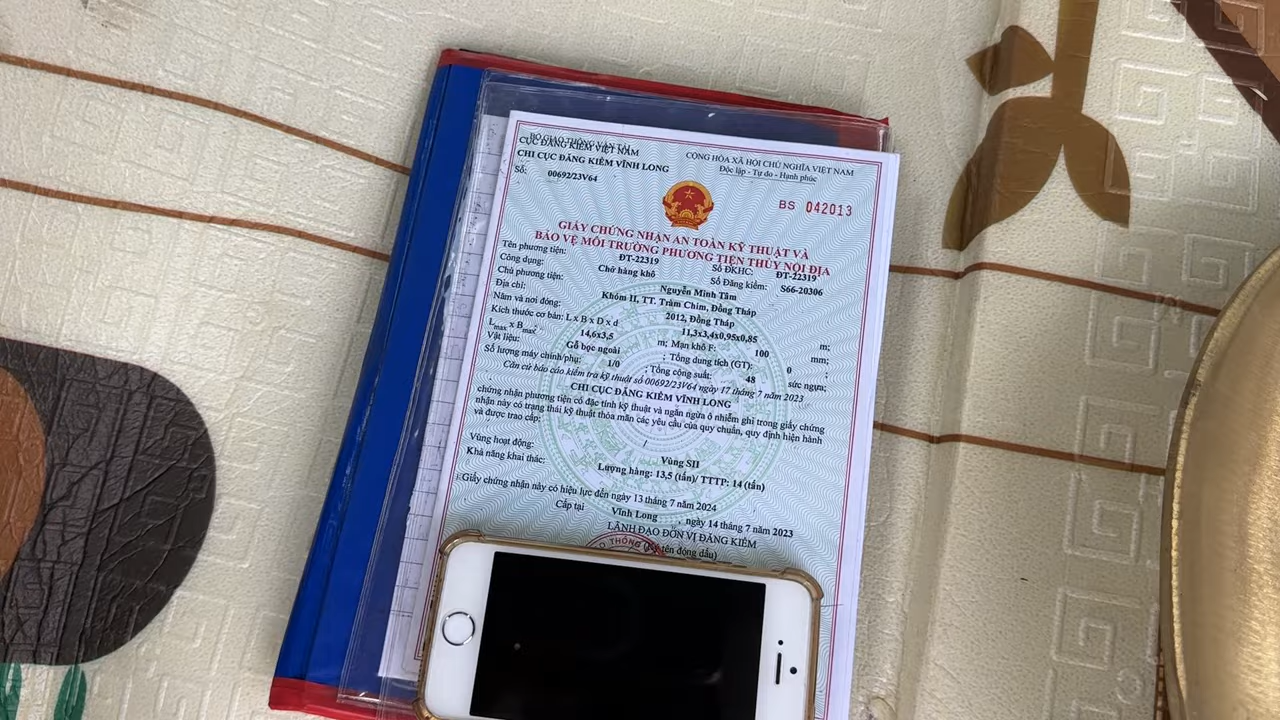 BỘ GIAO THÔNG VẬN TẢI
CỤC ĐĂNG KIỂM VIỆT NAM
CHI CỤC ĐĂNG KIỂM VĨNH LONG
Số: 00692/23V64
CỘNG HÒA XÃ HỘI CHỦ NGHĨA VIỆT NAM
Độc lập - Tự do - Hạnh phúc
BS 042013
GIẤY CHỨNG NHẬN AN TOÀN KỸ THUẬT VÀ
BẢO VỆ MÔI TRƯỜNG PHƯƠNG TIỆN THỦY NỘI ĐỊA
Tên phương tiện: ĐT-22319 Số ĐKHC: ĐT-22319
Công dụng: Chở hàng khô Số Đăng kiểm: S66-20306
Chủ phương tiện: Nguyễn Minh Tâm
Địa chỉ: Khóm II, TT. Tràm Chim, Đồng Tháp
Năm và nơi đóng: 2012, Đồng Tháp
Kích thước cơ bản: L x B x D x d 11,3x3,4x0,95x0,85 m;
Lmax x Bmax: 14,6x3,5 m; Mạn khô F: 100 mm;
Vật liệu: Gỗ bọc ngoài ; Tổng dung tích (GT): 0 ;
Số lượng máy chính/phụ: 1/0 ; Tổng công suất: 48 sức ngựa;
Căn cứ báo cáo kiểm tra kỹ thuật số 00692/23V64 ngày 17 tháng 7 năm 2023
CHI CỤC ĐĂNG KIỂM VĨNH LONG
chứng nhận phương tiện có đặc tính kỹ thuật và ngăn ngừa ô nhiễm ghi trong giấy chứng
nhận này có trạng thái kỹ thuật thỏa mãn các yêu cầu của quy chuẩn, quy định hiện hành
và được trao cấp:
/
Vùng hoạt động: Vùng SII
Khả năng khai thác: Lượng hàng: 13,5 (tấn)/ TTTP: 14 (tấn)
Giấy chứng nhận này có hiệu lực đến ngày 13 tháng 7 năm 2024
Cấp tại Vĩnh Long , ngày 14 tháng 7 năm 2023
LÃNH ĐẠO ĐƠN VỊ ĐĂNG KIỂM
(Ký tên đóng dấu)
THÔNG